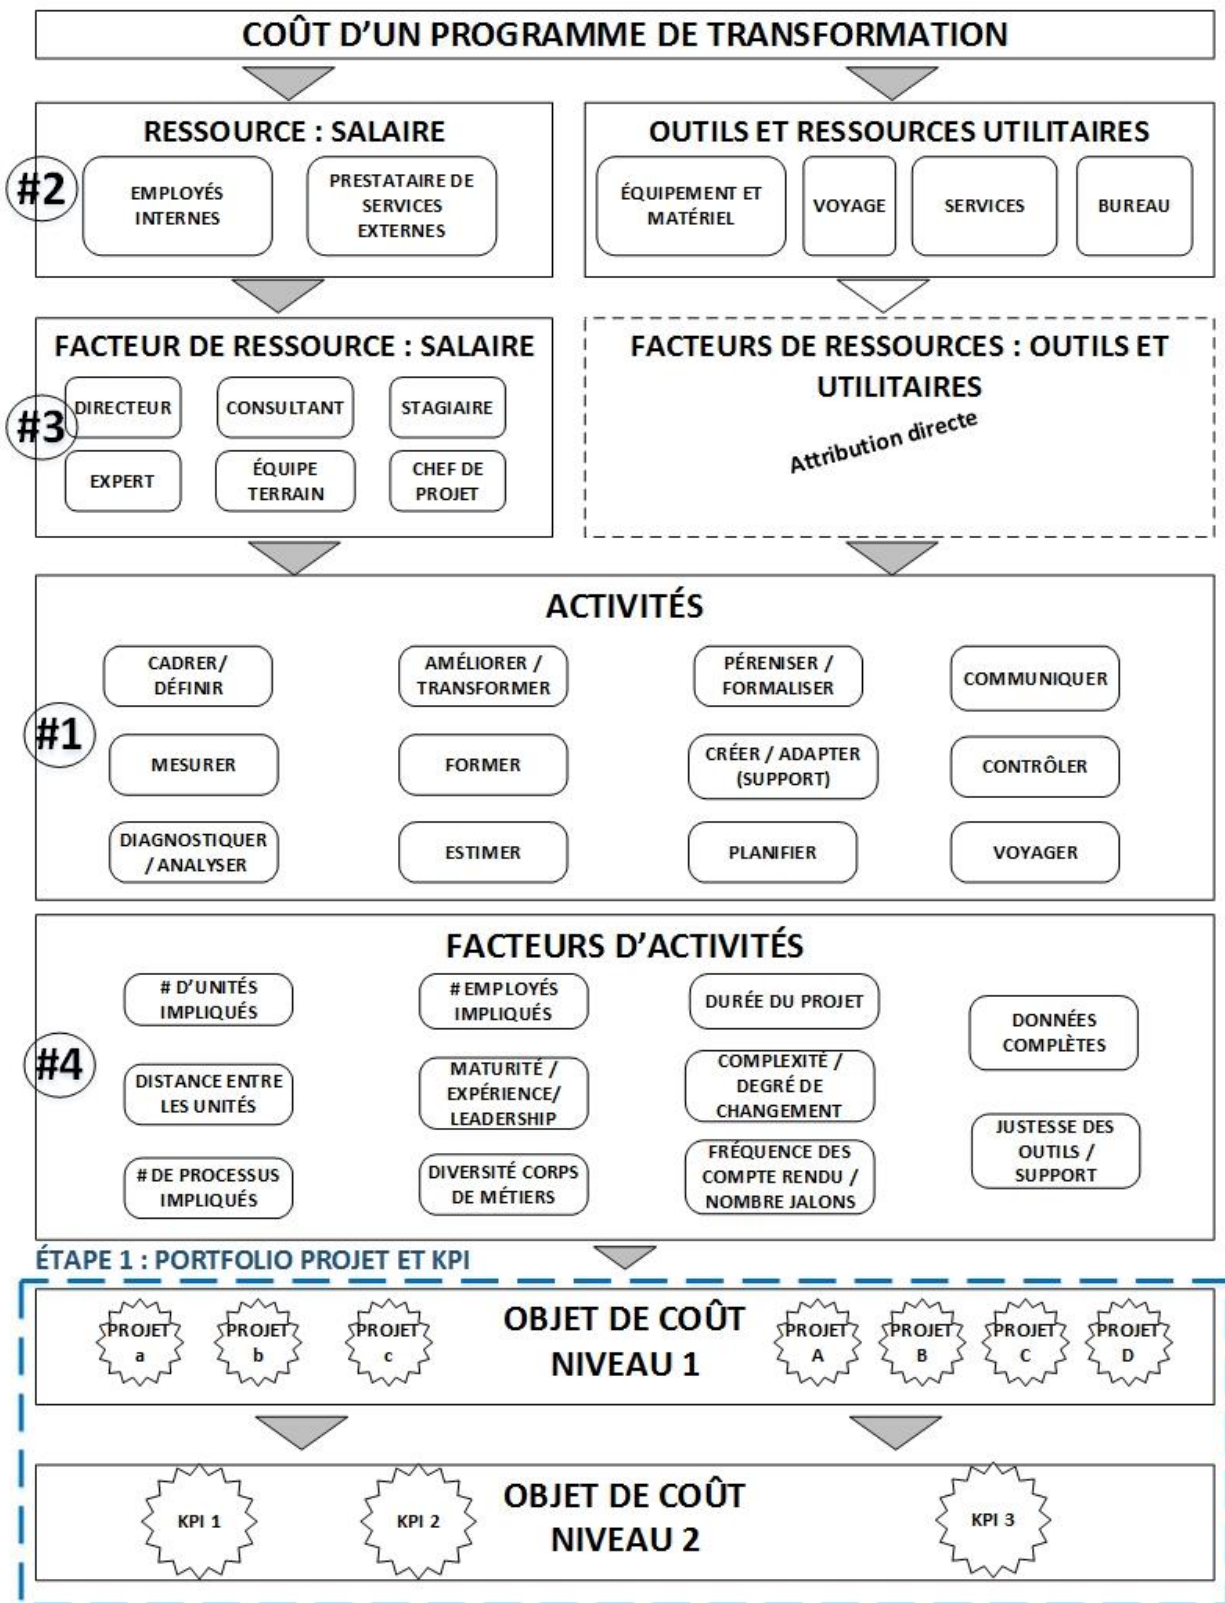 COÛT D'UN PROGRAMME DE TRANSFORMATION
RESSOURCE : SALAIRE
#2
EMPLOYÉS
INTERNES
PRESTATAIRE DE
SERVICES
EXTERNES
OUTILS ET RESSOURCES UTILITAIRES
ÉQUIPEMENT ET
MATÉRIEL
VOYAGE
SERVICES
BUREAU
FACTEUR DE RESSOURCE : SALAIRE
#3
DIRECTEUR
CONSULTANT
STAGIAIRE
EXPERT
ÉQUIPE
TERRAIN
CHEF DE
PROJET
FACTEURS DE RESSOURCES : OUTILS ET
UTILITAIRES
Attribution directe
ACTIVITÉS
#1
CADRER/
DÉFINIR
AMÉLIORER /
TRANSFORMER
PÉRENISER /
FORMALISER
COMMUNIQUER
MESURER
FORMER
CRÉER / ADAPTER
(SUPPORT)
CONTRÔLER
DIAGNOSTIQUER
/ ANALYSER
ESTIMER
PLANIFIER
VOYAGER
FACTEURS D'ACTIVITÉS
#4
# D'UNITÉS
IMPLIQUÉS
# EMPLOYÉS
IMPLIQUÉS
DURÉE DU PROJET
DONNÉES
COMPLÈTES
DISTANCE ENTRE
LES UNITÉS
MATURITÉ /
EXPÉRIENCE/
LEADERSHIP
COMPLEXITÉ /
DEGRÉ DE
CHANGEMENT
JUSTESSE DES
OUTILS /
SUPPORT
# DE PROCESSUS
IMPLIQUÉS
DIVERSITÉ CORPS
DE MÉTIERS
FRÉQUENCE DES
COMPTE RENDU /
NOMBRE JALONS
ÉTAPE 1 : PORTFOLIO PROJET ET KPI
PROJET
a
PROJET
b
PROJET
c
OBJET DE COÛT
NIVEAU 1
PROJET
A
PROJET
B
PROJET
C
PROJET
D
KPI 1
KPI 2
OBJET DE COÛT
NIVEAU 2
KPI 3